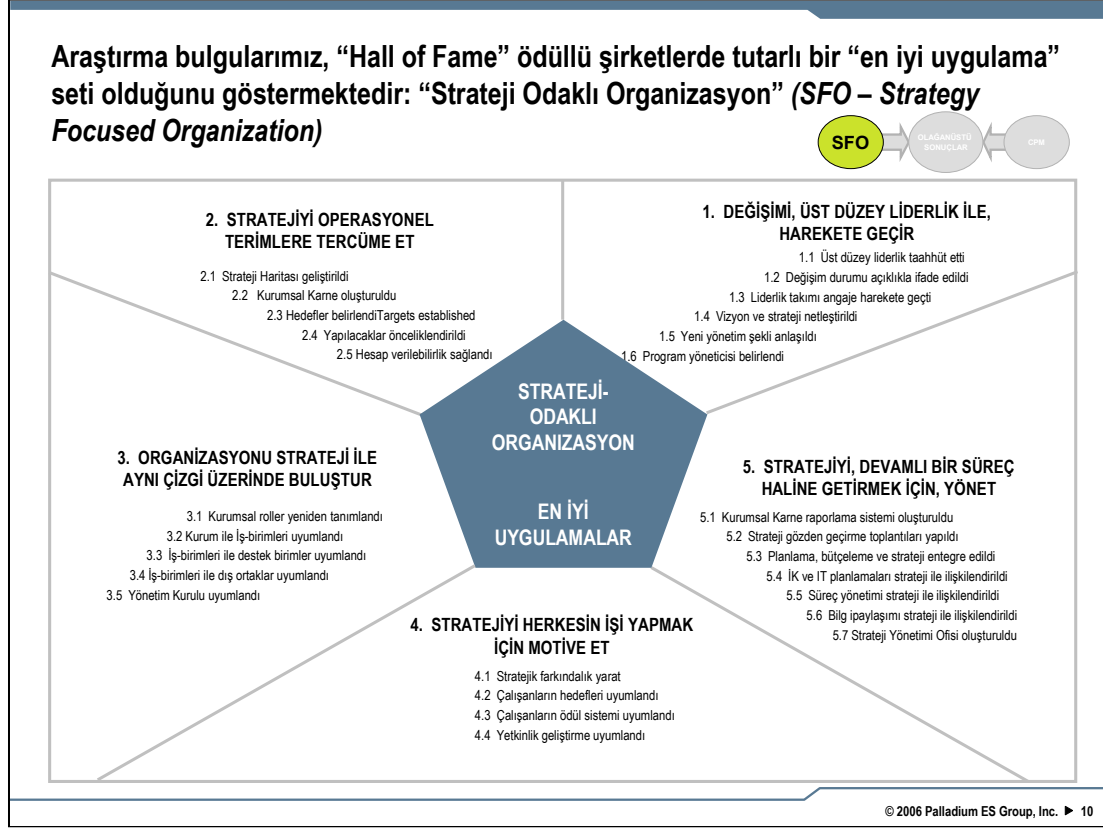 Araştırma bulgularımız, “Hall of Fame” ödüllü şirketlerde tutarlı bir “en iyi uygulama”
seti olduğunu göstermektedir: “Strateji Odaklı Organizasyon” (SFO – Strategy
Focused Organization)
SFO
OLAĞANÜSTÜ
SONUÇLAR
CPM
2. STRATEJİYİ OPERASYONEL
TERİMLERE TERCÜME ET
2.1 Strateji Haritası geliştirildi
2.2 Kurumsal Karne oluşturuldu
2.3 Hedefler belirlendiTargets established
2.4 Yapılacaklar önceliklendirildi
2.5 Hesap verilebilirlik sağlandı
1. DEĞİŞİMİ, ÜST DÜZEY LİDERLİK İLE,
HAREKETE GEÇİR
1.1 Üst düzey liderlik taahhüt etti
1.2 Değişim durumu açıklıkla ifade edildi
1.3 Liderlik takımı angaje harekete geçti
1.4 Vizyon ve strateji netleştirildi
1.5 Yeni yönetim şekli anlaşıldı
1.6 Program yöneticisi belirlendi
STRATEJİ-
ODAKLI
ORGANIZASYON
EN İYİ
UYGULAMALAR
3. ORGANİZASYONU STRATEJİ İLE
AYNI ÇİZGİ ÜZERİNDE BULUŞTUR
3.1 Kurumsal roller yeniden tanımlandı
3.2 Kurum ile İş-birimleri uyumlandı
3.3 İş-birimleri ile destek birimler uyumlandı
3.4 İş-birimleri ile dış ortaklar uyumlandı
3.5 Yönetim Kurulu uyumlandı
5. STRATEJİYİ, DEVAMLI BİR SÜREÇ
HALİNE GETİRMEK İÇİN, YÖNET
5.1 Kurumsal Karne raporlama sistemi oluşturuldu
5.2 Strateji gözden geçirme toplantıları yapıldı
5.3 Planlama, bütçeleme ve strateji entegre edildi
5.4 İK ve IT planlamaları strateji ile ilişkilendirildi
5.5 Süreç yönetimi strateji ile ilişkilendirildi
5.6 Bilg ipaylaşımı strateji ile ilişkilendirildi
5.7 Strateji Yönetimi Ofisi oluşturuldu
4. STRATEJİYİ HERKESİN İŞİ YAPMAK
İÇİN MOTİVE ET
4.1 Stratejik farkındalık yarat
4.2 Çalışanların hedefleri uyumlandı
4.3 Çalışanların ödül sistemi uyumlandı
4.4 Yetkinlik geliştirme uyumlandı
© 2006 Palladium ES Group, Inc. ► 10